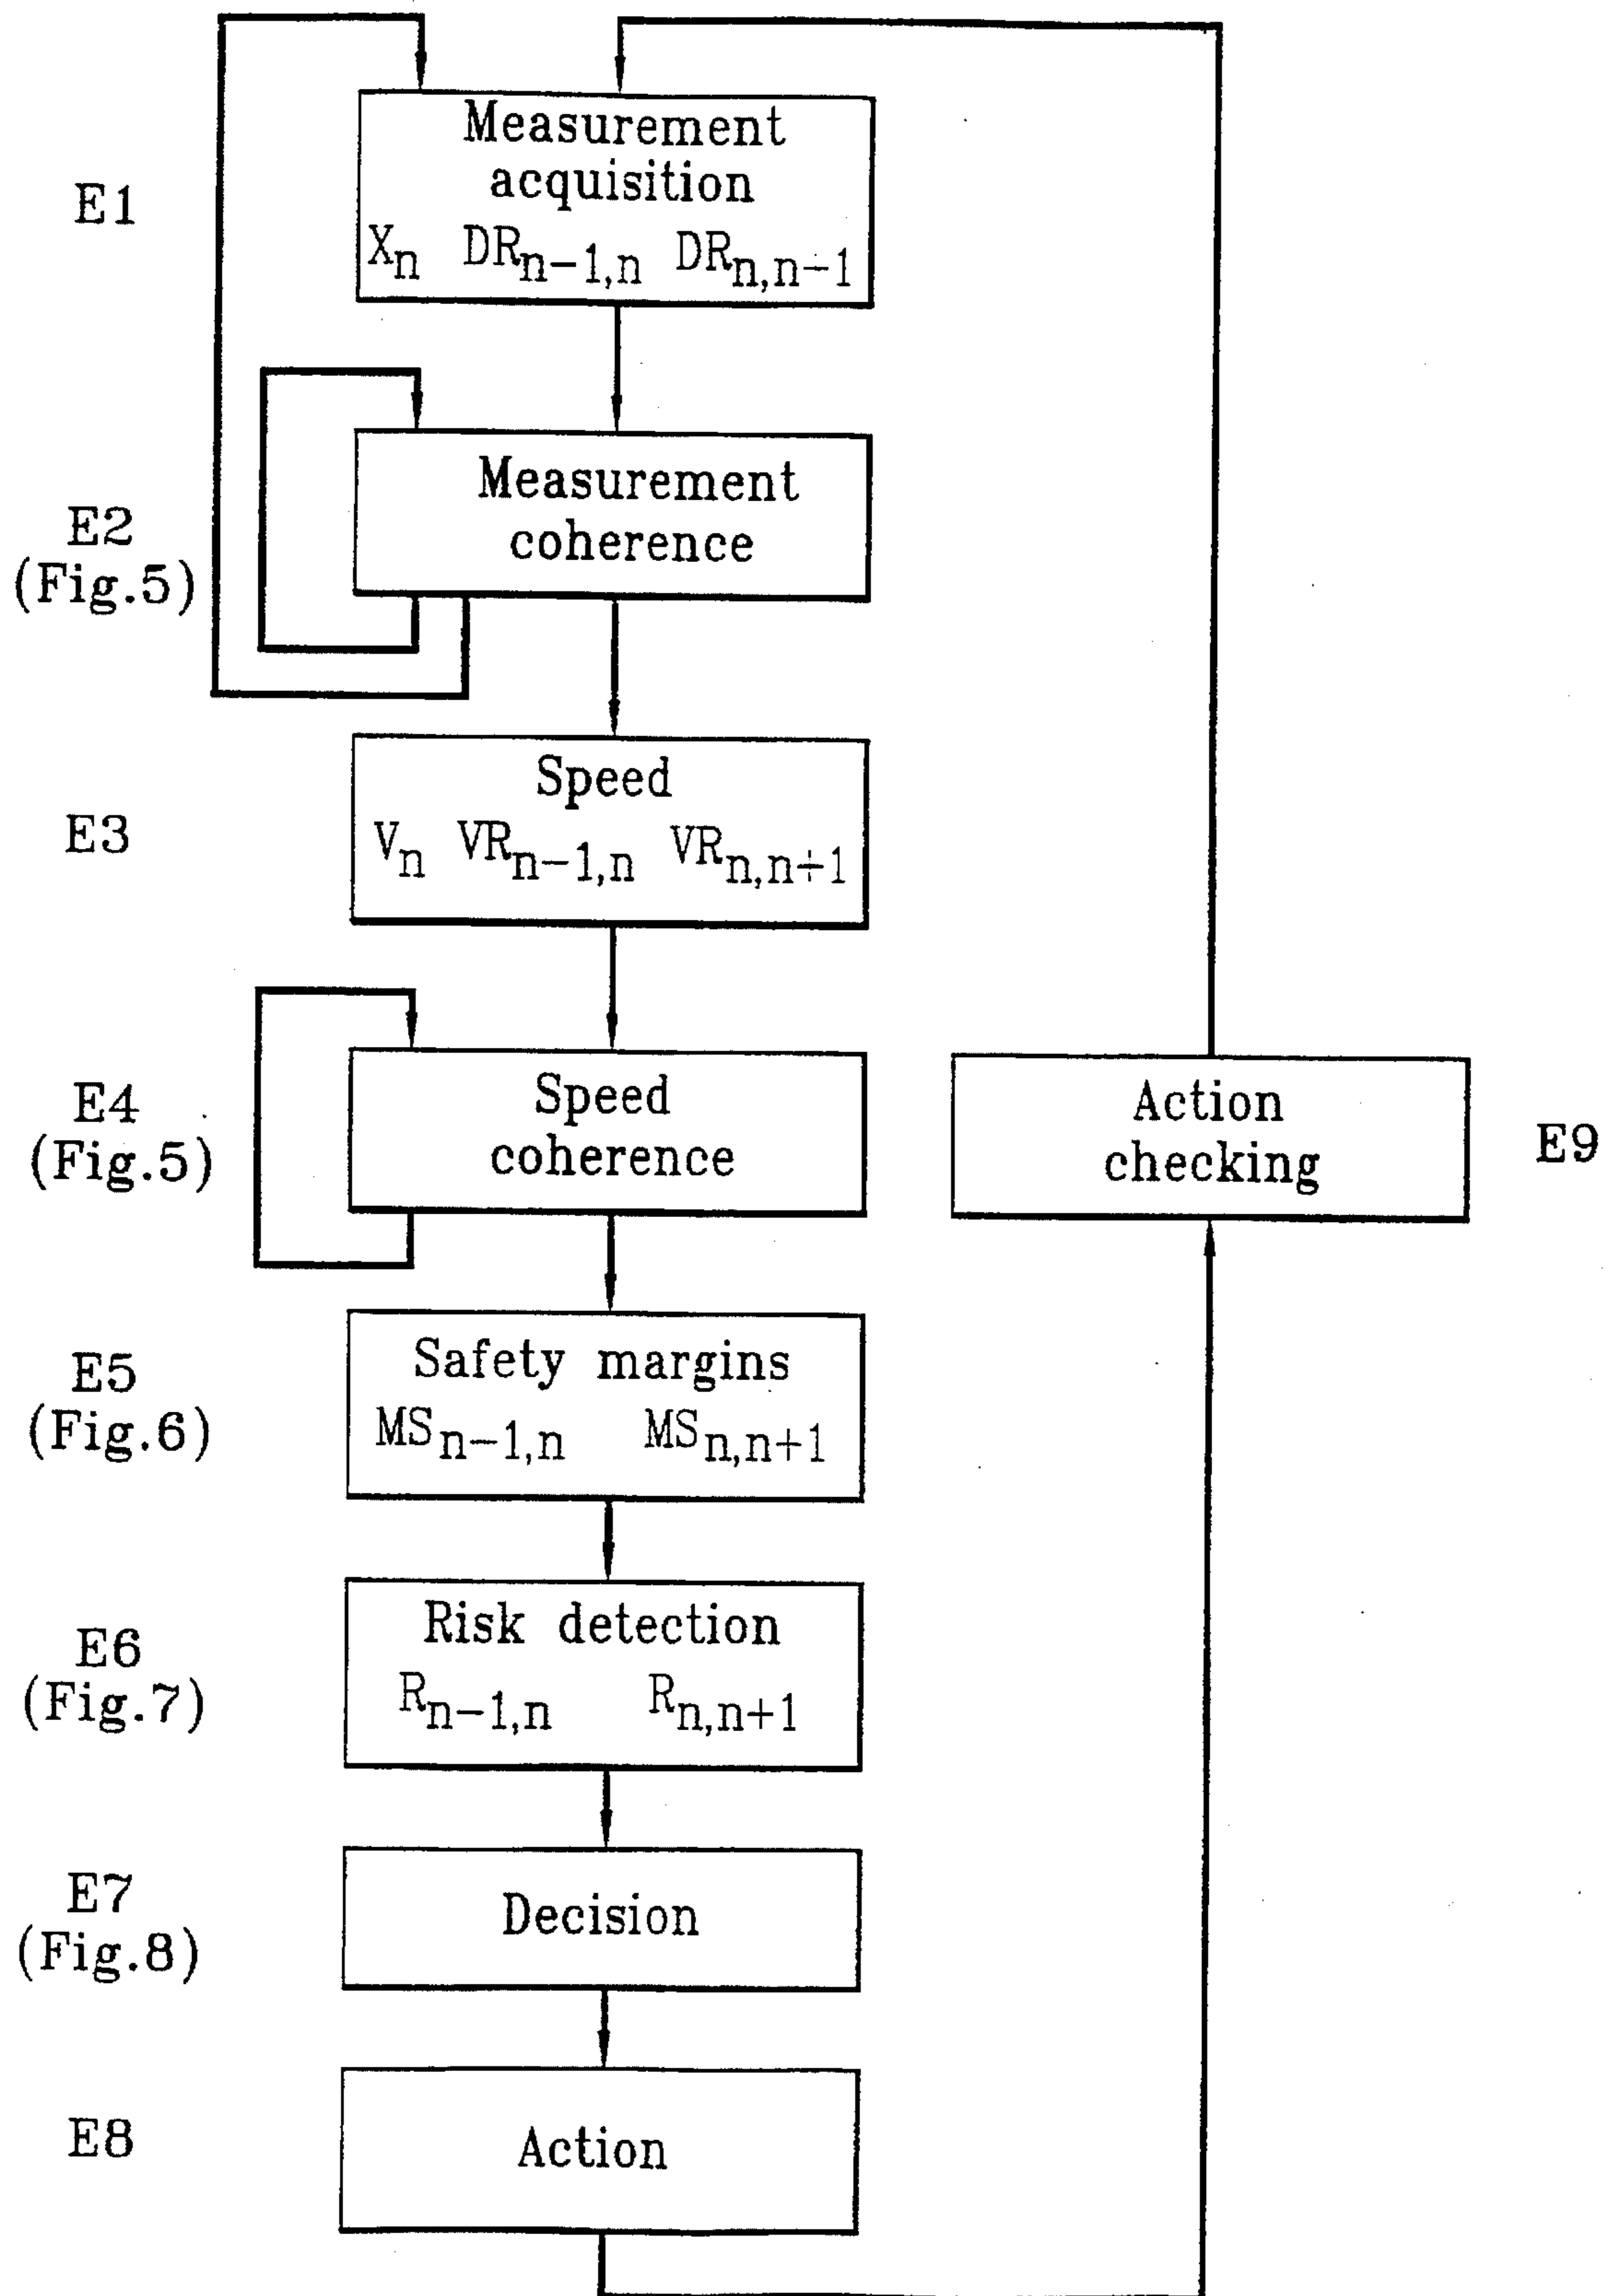 Measurement
acquisition
E1
Xn DRn-1,n DRn,n-1
Measurement
coherence
E2
(Fig.5)
Speed
E3
Vn VRn-1,n VRn,n+1
Speed
coherence
E4
(Fig.5)
Action
checking
E9
Safety margins
E5
(Fig.6)
MSn-1,n MSn,n+1
Risk detection
E6
(Fig.7)
Rn-1,n Rn,n+1
E7
(Fig.8)
Decision
E8
Action